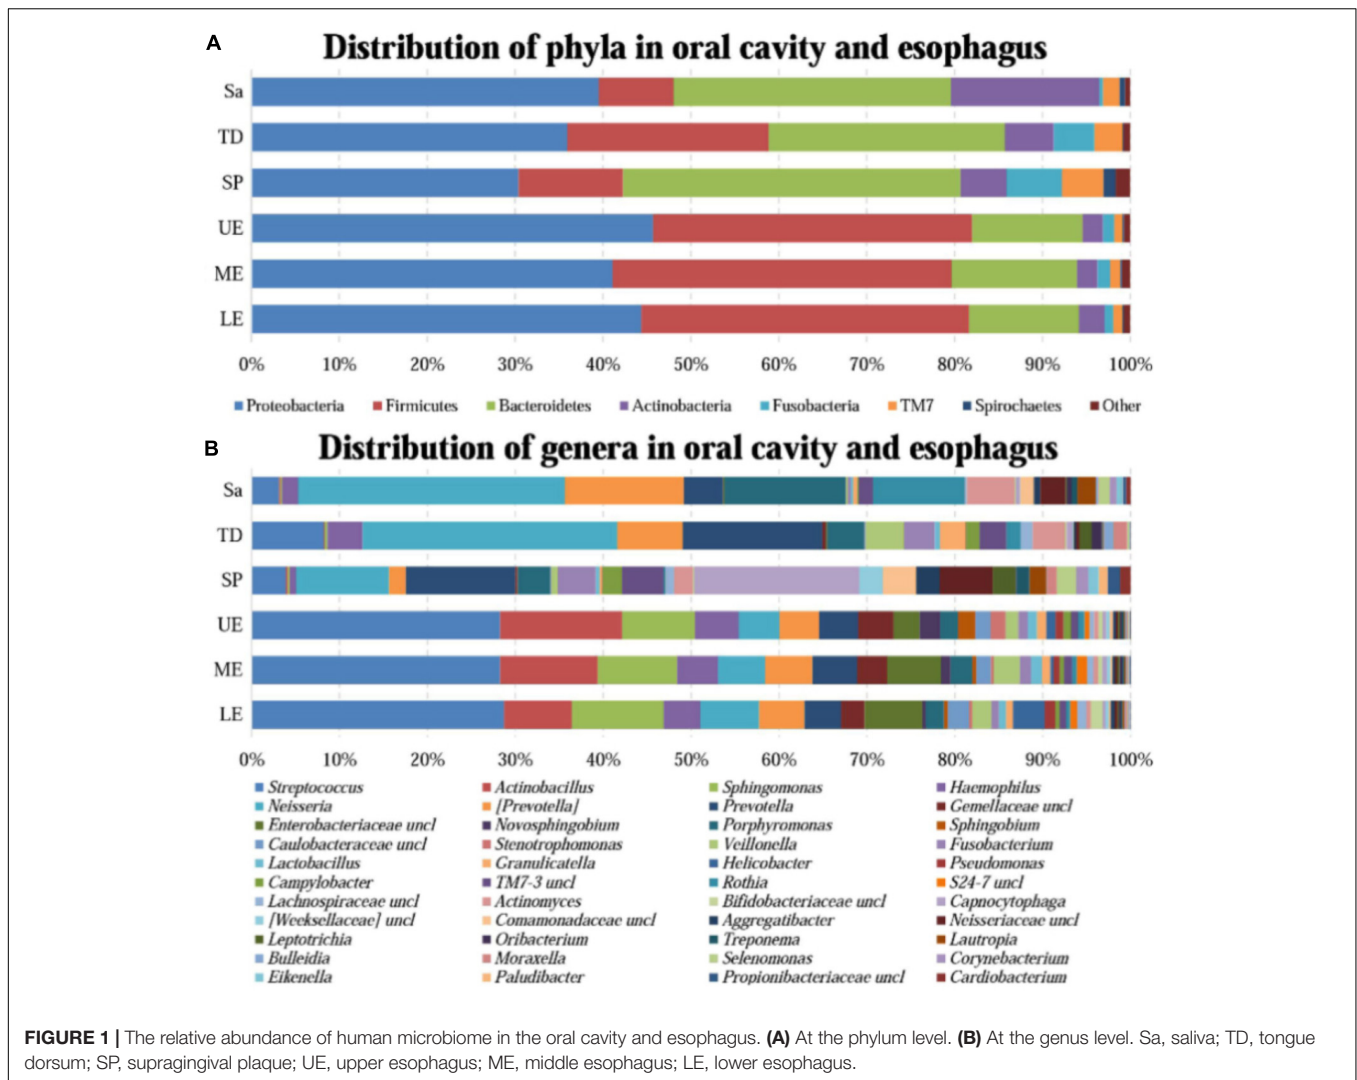 A
Distribution of phyla in oral cavity and esophagus
Sa
TD
SP
UE
ME
LE
0% 10% 20% 30% 40% 50% 60% 70% 80% 90% 100%
Proteobacteria Firmicutes Bacteroidetes Actinobacteria Fusobacteria TM7 Spirochaetes Other
B
Distribution of genera in oral cavity and esophagus
Sa
TD
SP
UE
ME
LE
0% 10% 20% 30% 40% 50% 60% 70% 80% 90% 100%
Streptococcus Actinobacillus Sphingomonas Haemophilus
Neisseria [Prevotella] Prevotella Gemellaceae uncl
Enterobacteriaceae uncl Novosphingobium Porphyromonas Sphingobium
Caulobacteraceae uncl Stenotrophomonas Veillonella Fusobacterium
Lactobacillus Granulicatella Helicobacter Pseudomonas
Campylobacter TM7-3 uncl Rothia S24-7 uncl
Lachnospiraceae uncl Actinomyces Bifidobacteriaceae uncl Capnocytophaga
[Weeksellaceae] uncl Comamonadaceae uncl Aggregatibacter Neisseriaceae uncl
Leptotrichia Oribacterium Treponema Lautropia
Bulleidia Moraxella Selenomonas Corynebacterium
Eikenella Paludibacter Propionibacteriaceae uncl Cardiobacterium
FIGURE 1 | The relative abundance of human microbiome in the oral cavity and esophagus. (A) At the phylum level. (B) At the genus level. Sa, saliva; TD, tongue
dorsum; SP, supragingival plaque; UE, upper esophagus; ME, middle esophagus; LE, lower esophagus.